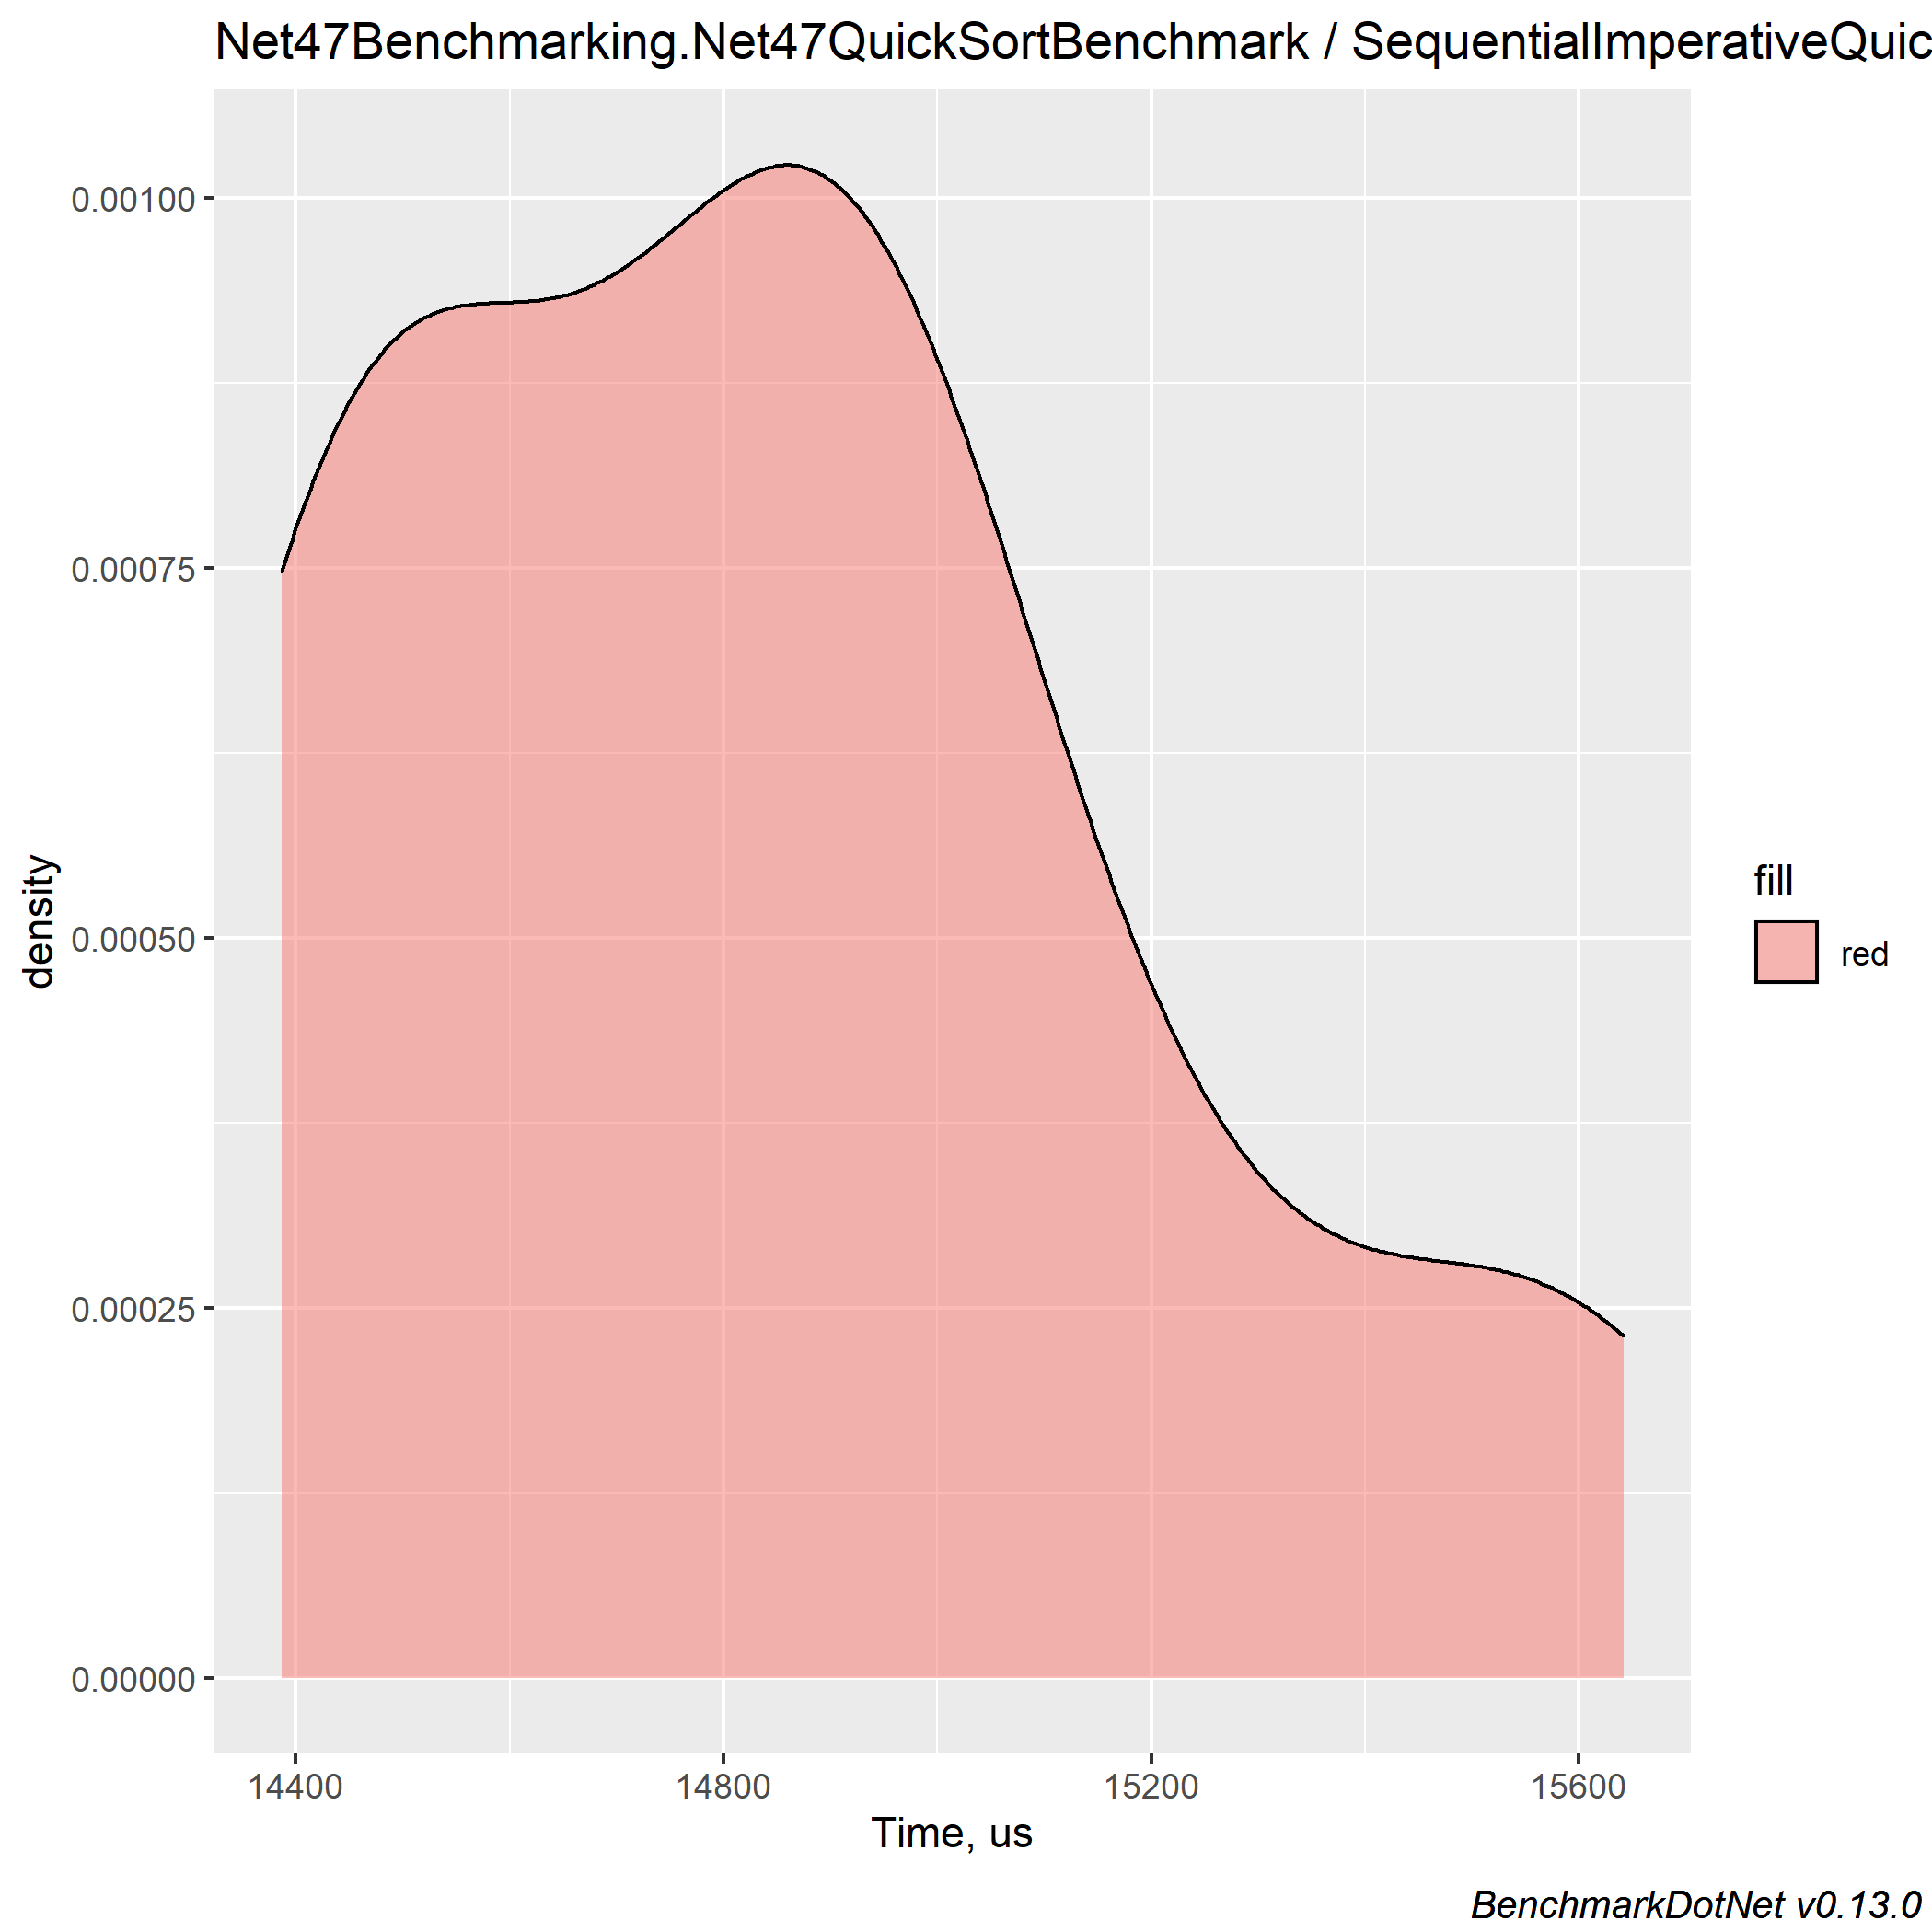 Net47Benchmarking.Net47QuickSortBenchmark / SequentialImperativeQuic
0.00100
0.00075
0.00050
0.00025
0.00000
density
14400 14800 15200 15600
Time, us
fill
red
BenchmarkDotNet v0.13.0